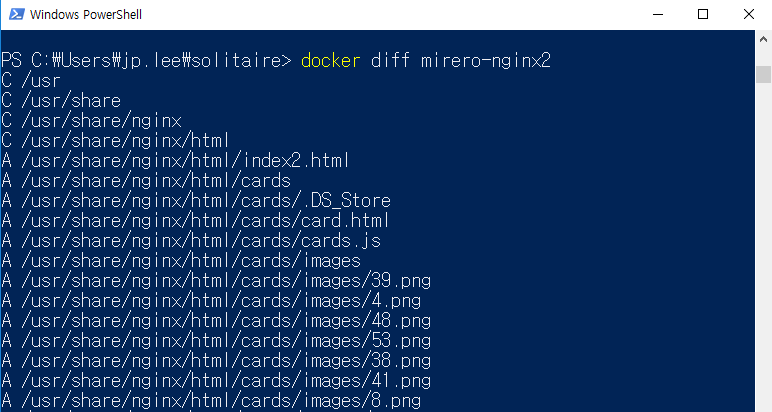 Windows PowerShell
PS C:₩Users₩jp.lee₩solitaire> docker diff mirero-nginx2
C /usr
C /usr/share
C /usr/share/nginx
C /usr/share/nginx/html
A /usr/share/nginx/html/index2.html
A /usr/share/nginx/html/cards
A /usr/share/nginx/html/cards/.DS_Store
A /usr/share/nginx/html/cards/card.html
A /usr/share/nginx/html/cards/cards.js
A /usr/share/nginx/html/cards/images
A /usr/share/nginx/html/cards/images/39.png
A /usr/share/nginx/html/cards/images/4.png
A /usr/share/nginx/html/cards/images/48.png
A /usr/share/nginx/html/cards/images/53.png
A /usr/share/nginx/html/cards/images/38.png
A /usr/share/nginx/html/cards/images/41.png
A /usr/share/nginx/html/cards/images/8.png